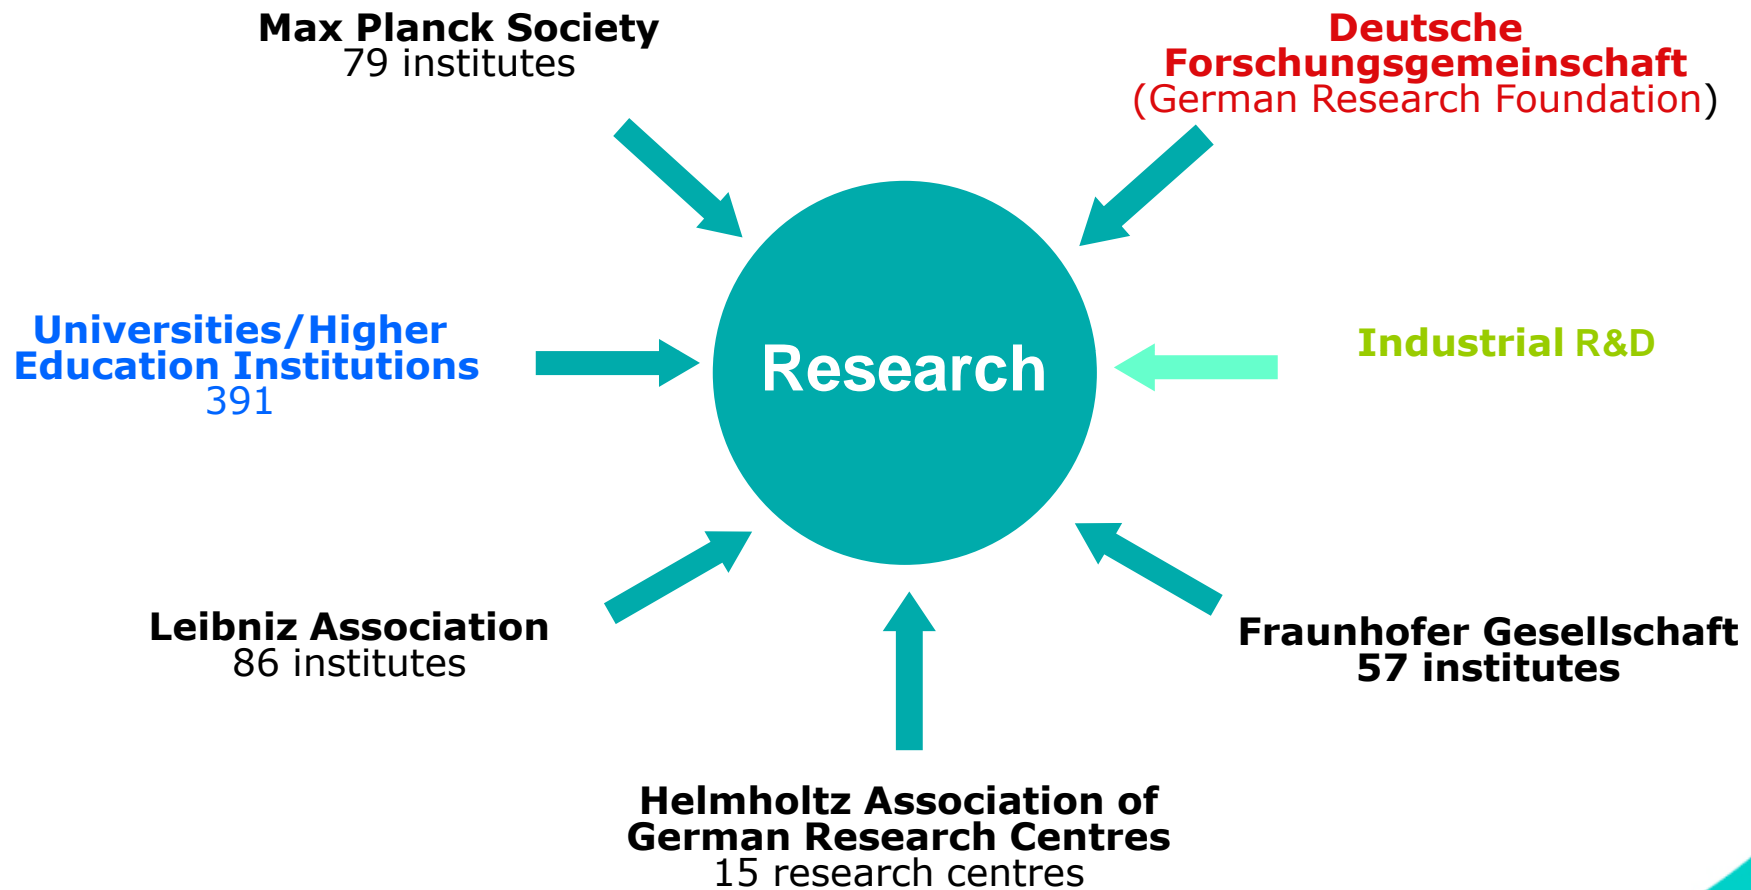 Max Planck Society
79 institutes
Deutsche
Forschungsgemeinschaft
(German Research Foundation)
Universities/Higher
Education Institutions
391
Research
Industrial R&D
Leibniz Association
86 institutes
Fraunhofer Gesellschaft
57 institutes
Helmholtz Association of
German Research Centres
15 research centres